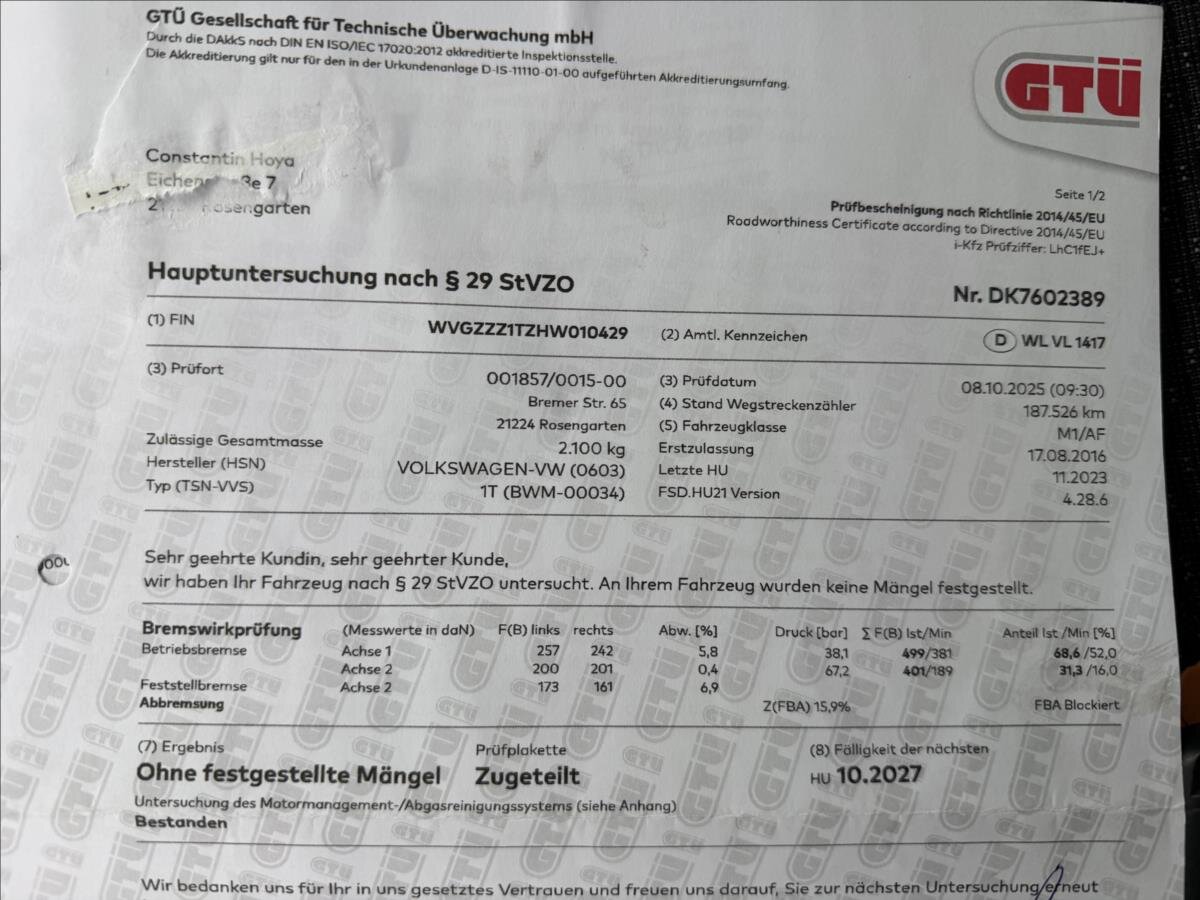 GTÜ Gesellschaft für Technische Überwachung mbH
Durch die DAkkS nach DIN EN ISO/IEC 17020:2012 akkreditierte Inspektionsstelle.
Die Akkreditierung gilt nur für den in der Urkundenanlage D-IS-11110-01-00 aufgeführten Akkreditierungsumfang.
GTÜ
Constantin Hoya
7
Rosengarten
Seite 1/2
Prüfbescheinigung nach Richtlinie 2014/45/EU
Roadworthiness Certificate according to Directive 2014/45/EU
i-Kfz Prüfziffer: LhC1fEJ+
Hauptuntersuchung nach § 29 StVZO Nr. DK7602389
(1) FIN WVGZZZ1TZHW010429 (2) Amtl. Kennzeichen D WL VL 1417
(3) Prüfort 001857/0015-00 (3) Prüfdatum 08.10.2025 (09:30)
Bremer Str. 65 (4) Stand Wegstreckenzähler 187.526 km
21224 Rosengarten (5) Fahrzeugklasse M1/AF
Zulässige Gesamtmasse 2.100 kg Erstzulassung 17.08.2016
Hersteller (HSN) VOLKSWAGEN-VW (0603) Letzte HU 11.2023
Typ (TSN-VVS) 1T (BWM-00034) FSD.HU21 Version 4.28.6
Sehr geehrte Kundin, sehr geehrter Kunde,
wir haben Ihr Fahrzeug nach § 29 StVZO untersucht. An Ihrem Fahrzeug wurden keine Mängel festgestellt.
Bremswirkprüfung (Messwerte in daN) F(B) links rechts Abw. [%] Druck [bar] Σ F(B) Ist/Min Anteil Ist /Min [%]
Betriebsbremse Achse 1 257 242 5,8 38,1 499/381 68,6 /52,0
Achse 2 200 201 0,4 67,2 401/189 31,3 /16,0
Feststellbremse Achse 2 173 161 6,9
Abbremsung Z(FBA) 15,9% FBA Blockiert
(7) Ergebnis Prüfplakette (8) Fälligkeit der nächsten
Ohne festgestellte Mängel Zugeteilt HU 10.2027
Untersuchung des Motormanagement-/Abgasreinigungssystems (siehe Anhang)
Bestanden
Wir bedanken uns für Ihr in uns gesetztes Vertrauen und freuen uns darauf, Sie zur nächsten Untersuchung erneut